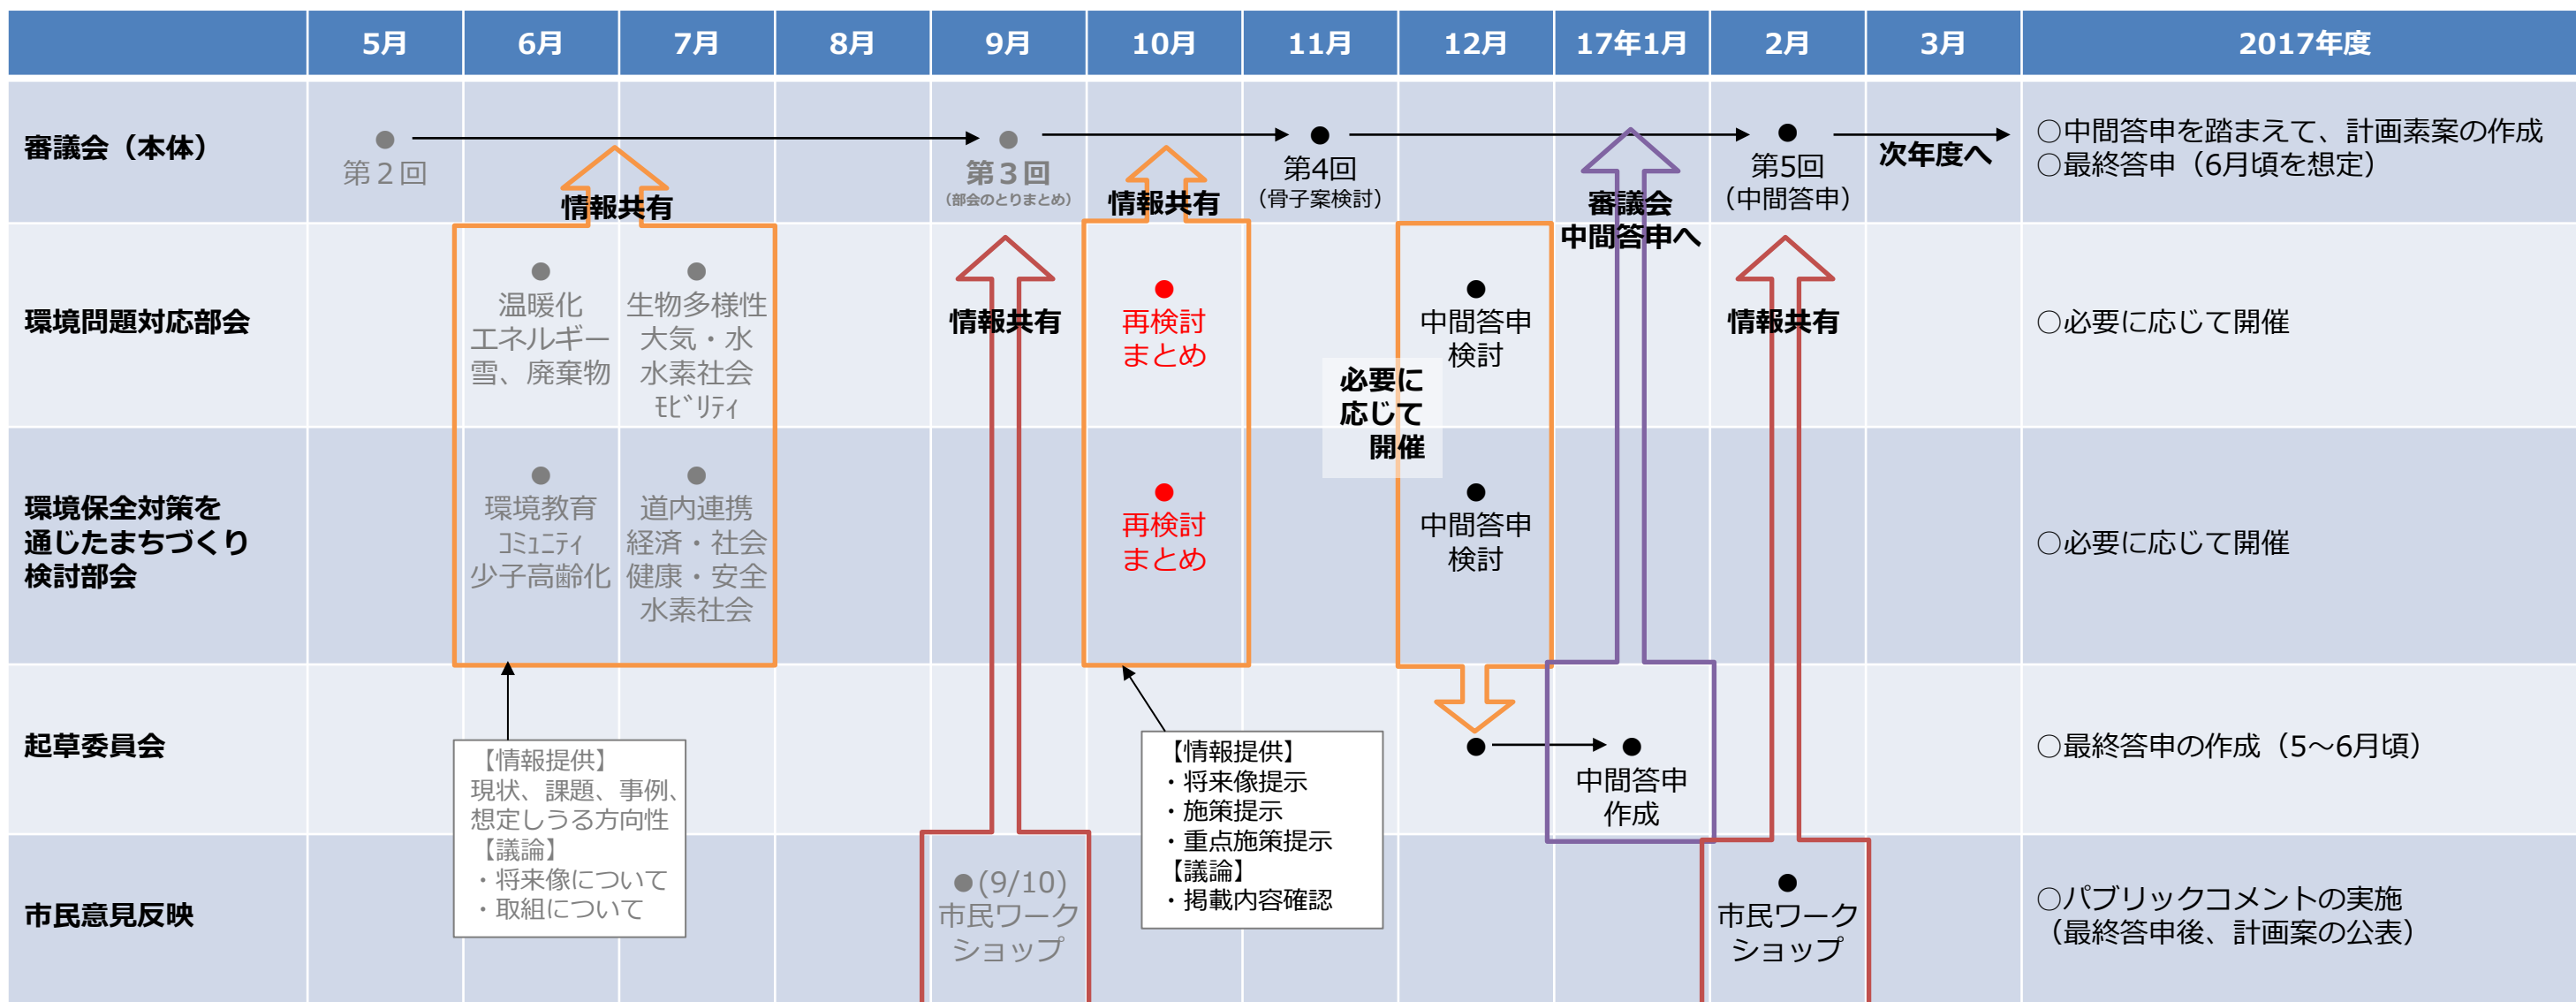 5月
6月
7月
8月
9月
10月
11月
12月
17年1月
2月
3月
2017年度
審議会（本体）
●
第２回
●
第３回
（部会のとりまとめ）
●
第4回
（骨子案検討）
●
第5回
（中間答申）
次年度へ
情報共有
情報共有
審議会
中間答申へ
○中間答申を踏まえて、計画素案の作成
○最終答申（6月頃を想定）
環境問題対応部会
●
温暖化
エネルギー
雪、廃棄物
●
生物多様性
大気・水
水素社会
ﾓﾋﾞﾘﾃｨ
情報共有
●
再検討
まとめ
必要に
応じて
開催
●
中間答申
検討
情報共有
○必要に応じて開催
環境保全対策を
通じたまちづくり
検討部会
●
環境教育
ｺﾐｭﾆﾃｨ
少子高齢化
●
道内連携
経済・社会
健康・安全
水素社会
●
再検討
まとめ
●
中間答申
検討
○必要に応じて開催
起草委員会
【情報提供】
現状、課題、事例、
想定しうる方向性
【議論】
・将来像について
・取組について
【情報提供】
・将来像提示
・施策提示
・重点施策提示
【議論】
・掲載内容確認
●
●
中間答申
作成
○最終答申の作成（5～6月頃）
市民意見反映
●(9/10)
市民ワーク
ショップ
●
市民ワーク
ショップ
○パブリックコメントの実施
（最終答申後、計画案の公表）